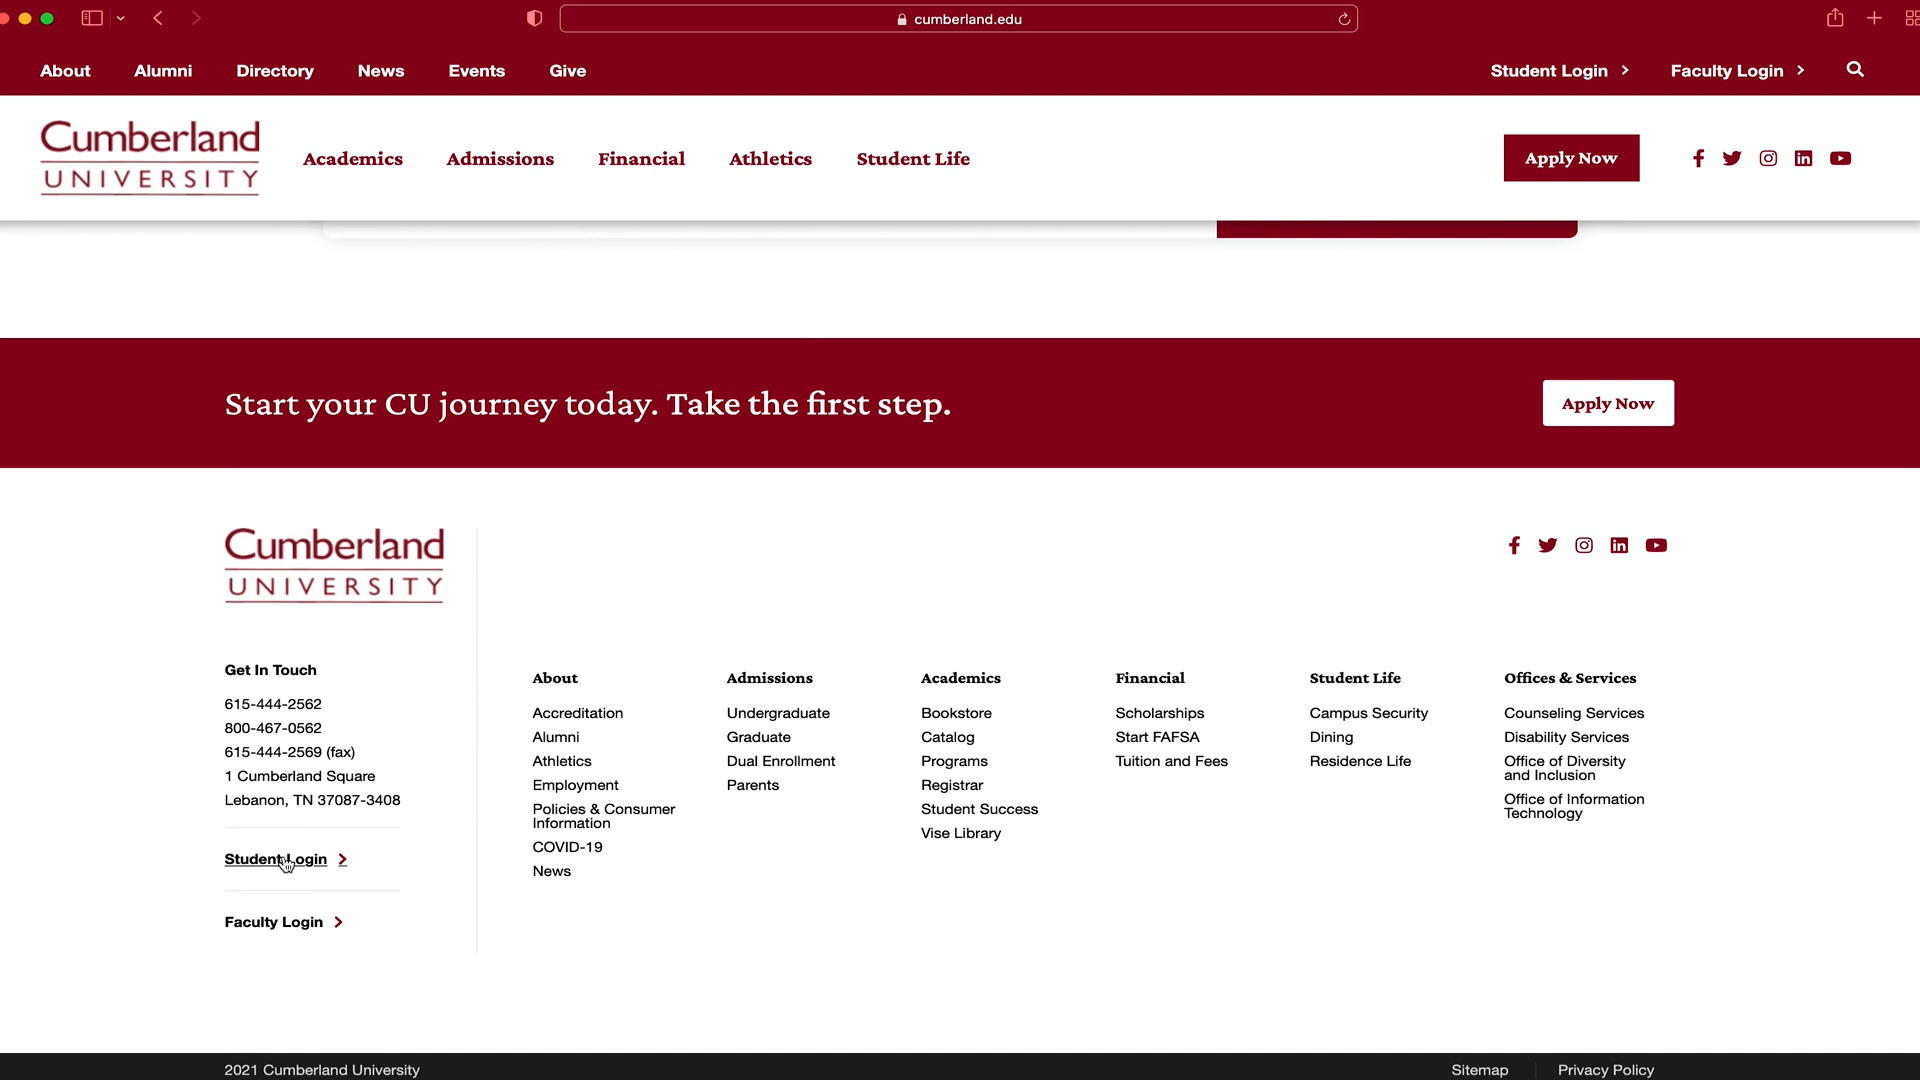 cumberland.edu
About Alumni Directory News Events Give Student Login Faculty Login
Cumberland
UNIVERSITY
Academics Admissions Financial Athletics Student Life Apply Now
Start your CU journey today. Take the first step. Apply Now
Cumberland
UNIVERSITY
Get In Touch
615-444-2562
800-467-0562
615-444-2569 (fax)
1 Cumberland Square
Lebanon, TN 37087-3408
Student Login
Faculty Login
About
Accreditation
Alumni
Athletics
Employment
Policies & Consumer
Information
COVID-19
News
Admissions
Undergraduate
Graduate
Dual Enrollment
Parents
Academics
Bookstore
Catalog
Programs
Registrar
Student Success
Vise Library
Financial
Scholarships
Start FAFSA
Tuition and Fees
Student Life
Campus Security
Dining
Residence Life
Offices & Services
Counseling Services
Disability Services
Office of Diversity
and Inclusion
Office of Information
Technology
2021 Cumberland University Sitemap Privacy Policy